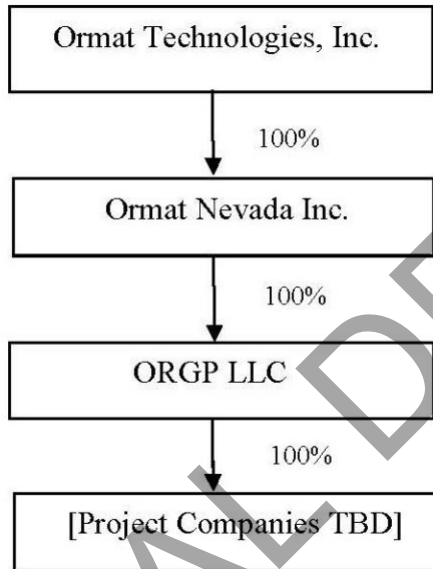 Ormat Technologies, Inc.
100%
Ormat Nevada Inc.
100%
ORGP LLC
100%
[Project Companies TBD]